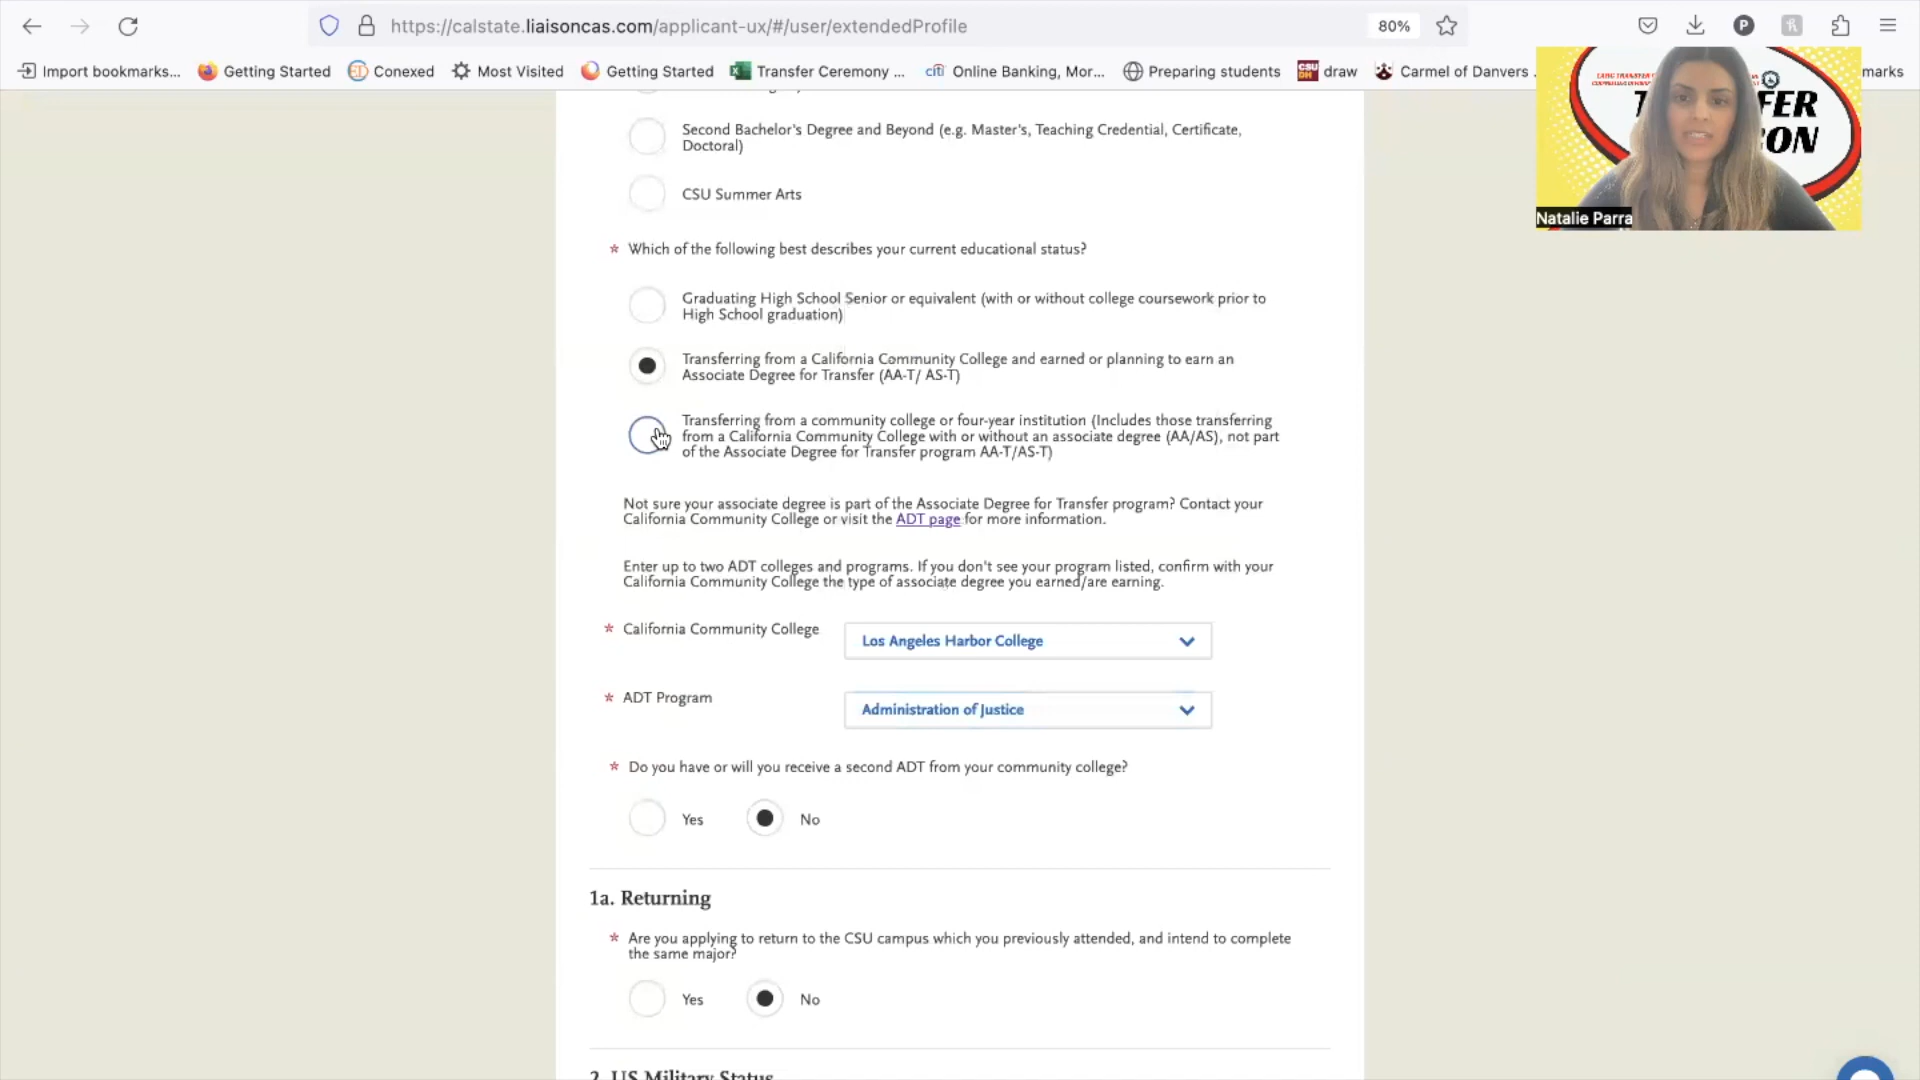 https://calstate.liaisoncas.com/applicant-ux/#/user/extendedProfile
80%
P
Import bookmarks...
Getting Started
Conexed
Most Visited
Getting Started
Transfer Ceremony ...
citi
Online Banking, Mor...
Preparing students
CSU
DH
draw
Carmel of Danvers
marks
FER
ON
Natalie Parra
Second Bachelor's Degree and Beyond (e.g. Master's, Teaching Credential, Certificate,
Doctoral)
CSU Summer Arts
* Which of the following best describes your current educational status?
Graduating High School Senior or equivalent (with or without college coursework prior to
High School graduation)
Transferring from a California Community College and earned or planning to earn an
Associate Degree for Transfer (AA-T/ AS-T)
Transferring from a community college or four-year institution (Includes those transferring
from a California Community College with or without an associate degree (AA/AS), not part
of the Associate Degree for Transfer program AA-T/AS-T)
Not sure your associate degree is part of the Associate Degree for Transfer program? Contact your
California Community College or visit the ADT page for more information.
Enter up to two ADT colleges and programs. If you don't see your program listed, confirm with your
California Community College the type of associate degree you earned/are earning.
* California Community College
Los Angeles Harbor College
* ADT Program
Administration of Justice
* Do you have or will you receive a second ADT from your community college?
Yes
No
1a. Returning
* Are you applying to return to the CSU campus which you previously attended, and intend to complete
the same major?
Yes
No
2. US Military Status